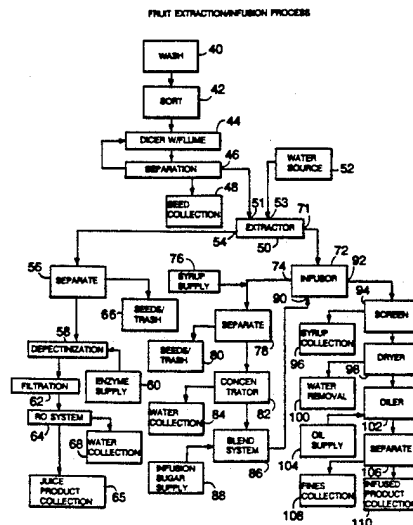 FRUIT EXTRACTION/INFUSION PROCESS
WASH
40
SORT
42
DICER W/FLUME
44
SEPARATION
46
WATER
SOURCE
52
SEED
COLLECTION
48
51
53
71
EXTRACTOR
54
50
76
SYRUP SUPPLY
74
72
INFUSOR
92
90
94
56
SEPARATE
SEEDS/
TRASH
66
SEPARATE
78
SEEDS/
TRASH
80
SCREEN
SYRUP
COLLECTION
96
DRYER
98
58
DEPECTINIZATION
FILTRATION
62
ENZYME
SUPPLY
60
WATER
COLLECTION
84
CONCEN
TRATOR
82
WATER
REMOVAL
100
OILER
102
RO SYSTEM
64
WATER
COLLECTION
68
BLEND
SYSTEM
86
OIL
SUPPLY
104
SEPARATE
106
JUICE
PRODUCT
COLLECTION
65
INFUSION
SUGAR SUPPLY
88
FINES
COLLECTION
108
INFUSED
PRODUCT
COLLECTION
110